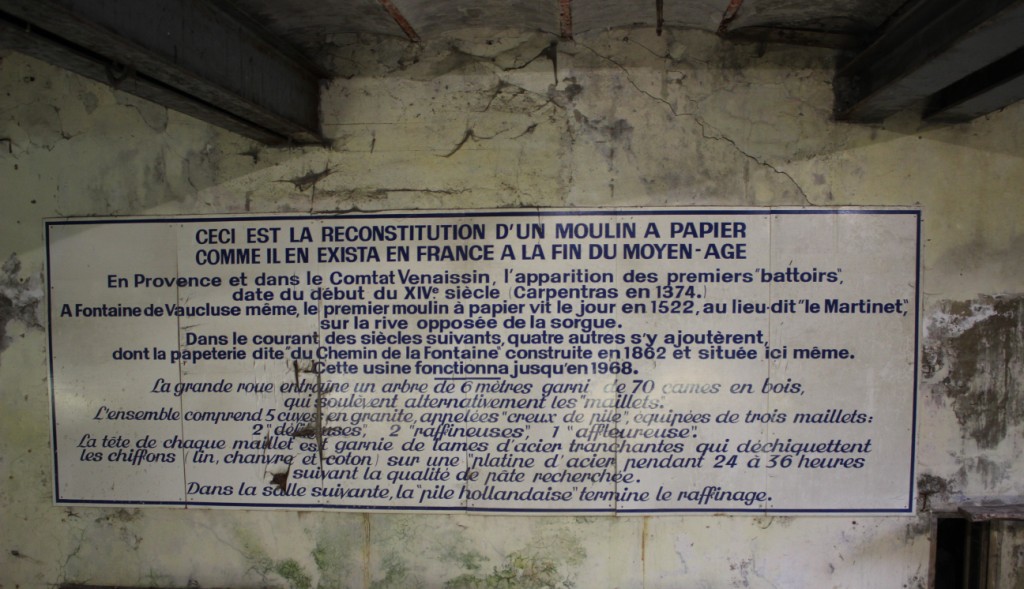 CECI EST LA RECONSTITUTION D'UN MOULIN A PAPIER
COMME IL EN EXISTA EN FRANCE A LA FIN DU MOYEN-AGE
En Provence et dans le Comtat Venaissin, l'apparition des premiers "battoirs",
date du début du XIVe siècle (Carpentras en 1374.)
A Fontaine de Vaucluse même, le premier moulin à papier vit le jour en 1522, au lieu-dit "le Martinet",
sur la rive opposée de la sorgue.
Dans le courant des siècles suivants, quatre autres s'y ajoutèrent,
dont la papeterie dite "du Chemin de la Fontaine" construite en 1862 et située ici même.
Cette usine fonctionna jusqu'en 1968.
La grande roue entraîne un arbre de 6 mètres garni de 70 cames en bois,
qui soulèvent alternativement les "maillets".
L'ensemble comprend 5 cuves en granite, appelées "creux de pile", équipées de trois maillets:
2 "défileuses", 2 "raffineuses", 1 "affleureuse".
La tête de chaque maillet est garnie de lames d'acier tranchantes qui déchiquettent
les chiffons (lin, chanvre et coton) sur une "platine d'acier" pendant 24 à 36 heures
suivant la qualité de pâte recherchée.
Dans la salle suivante, la "pile hollandaise" termine le raffinage.